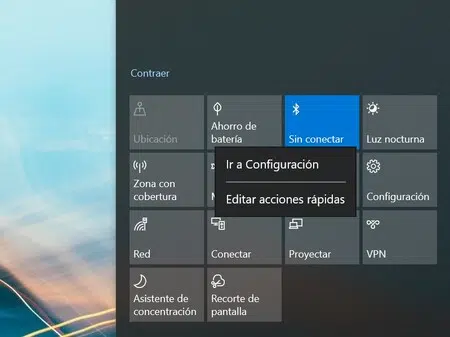 Contraer
Ubicación
Ahorro de
batería
Sin conectar
Luz nocturna
Ir a Configuración
Editar acciones rápidas
Zona con
cobertura
M
Configuración
Red
Conectar
Proyectar
VPN
Asistente de
concentración
Recorte de
pantalla